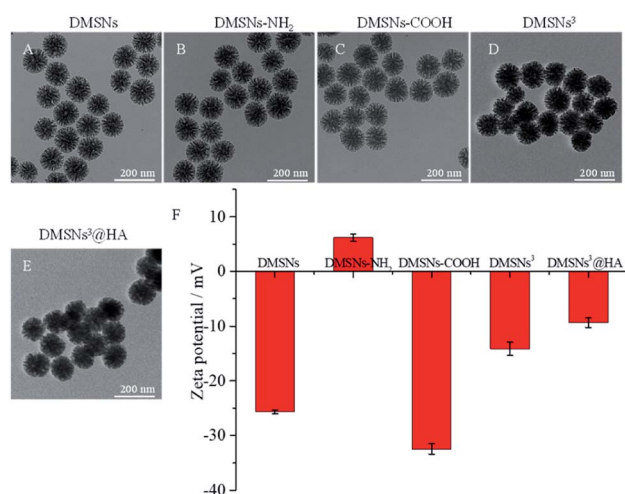 DMSNs
DMSNs-NH2
DMSNs-COOH
DMSNs³
A
B
C
D
200 nm
200 nm
200 nm
200 nm
DMSNs³@HA
E
200 nm
F
Zeta potential / mV
10
5
0
-10
-20
-30
-40
DMSNs
DMSNs-NH2
DMSNs-COOH
DMSNs³
DMSNs³@HA